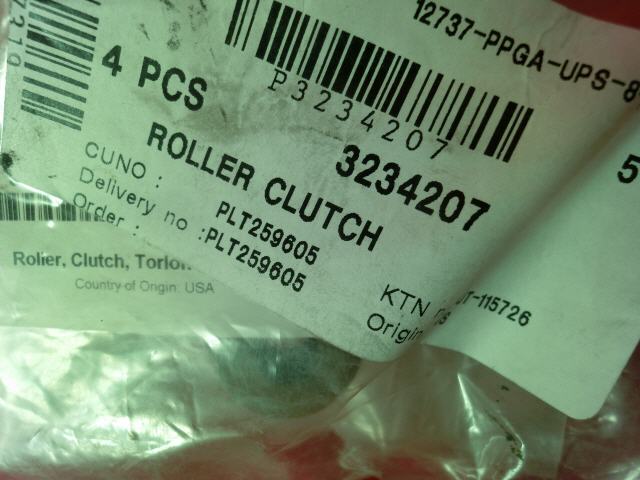 12737-PPGA-UPS-8
4 PCS
P3234207
3234207
5
ROLLER CLUTCH
CUNO :
Delivery no : PLT259605
Order : PLT259605
KTN
T-115726
Origin
Roller, Clutch,
Country of Origin: USA